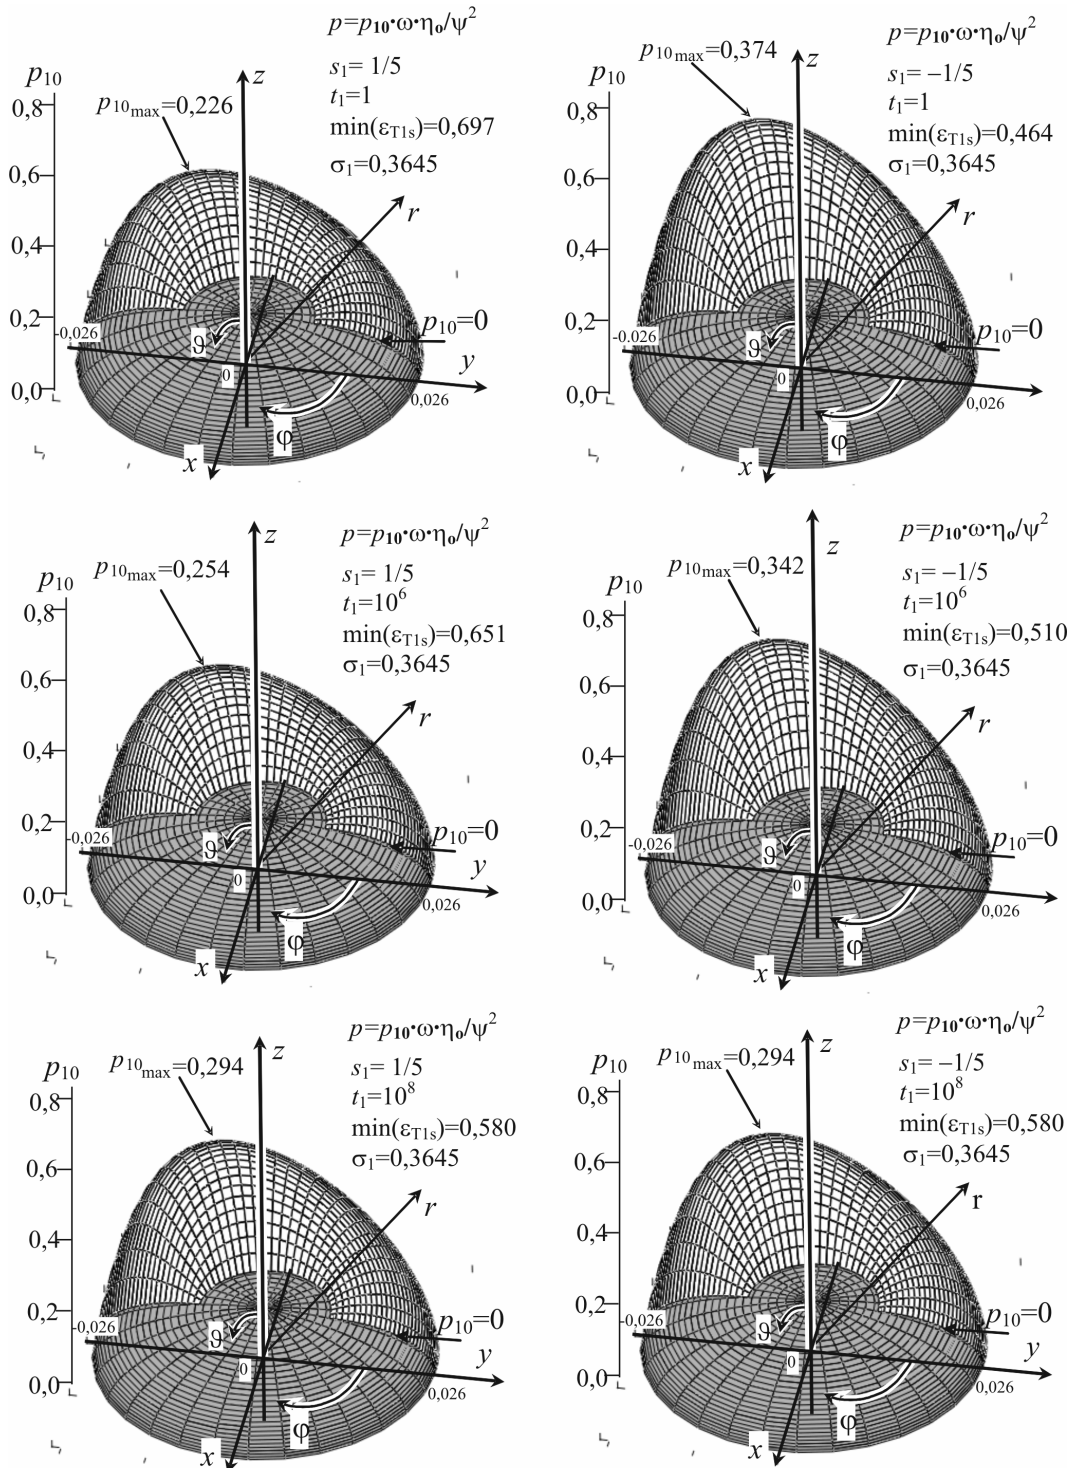 p=p₁₀·ω·ηₒ/ψ²
p₁₀
p₁₀max=0,226
z
s₁= 1/5
t₁=1
min(ε_T1s)=0,697
σ₁=0,3645
0,8
0,6
0,4
0,2
0,0
r
-0,026
ϑ
0
p₁₀=0
y
0,026
φ
x
p=p₁₀·ω·ηₒ/ψ²
p₁₀
p₁₀max=0,374
z
s₁= –1/5
t₁=1
min(ε_T1s)=0,464
σ₁=0,3645
0,8
0,6
0,4
0,2
0,0
r
-0,026
ϑ
0
p₁₀=0
y
0,026
φ
x
p=p₁₀·ω·ηₒ/ψ²
p₁₀
p₁₀max=0,254
z
s₁= 1/5
t₁=10⁶
min(ε_T1s)=0,651
σ₁=0,3645
0,8
0,6
0,4
0,2
0,0
r
-0,026
ϑ
0
p₁₀=0
y
0,026
φ
x
p=p₁₀·ω·ηₒ/ψ²
p₁₀
p₁₀max=0,342
z
s₁= –1/5
t₁=10⁶
min(ε_T1s)=0,510
σ₁=0,3645
0,8
0,6
0,4
0,2
0,0
r
-0,026
ϑ
0
p₁₀=0
y
0,026
φ
x
p=p₁₀·ω·ηₒ/ψ²
p₁₀
p₁₀max=0,294
z
s₁= 1/5
t₁=10⁸
min(ε_T1s)=0,580
σ₁=0,3645
0,8
0,6
0,4
0,2
0,0
r
-0,026
ϑ
0
p₁₀=0
y
0,026
φ
x
p=p₁₀·ω·ηₒ/ψ²
p₁₀
p₁₀max=0,294
z
s₁= –1/5
t₁=10⁸
min(ε_T1s)=0,580
σ₁=0,3645
0,8
0,6
0,4
0,2
0,0
r
-0,026
ϑ
0
p₁₀=0
y
0,026
φ
x